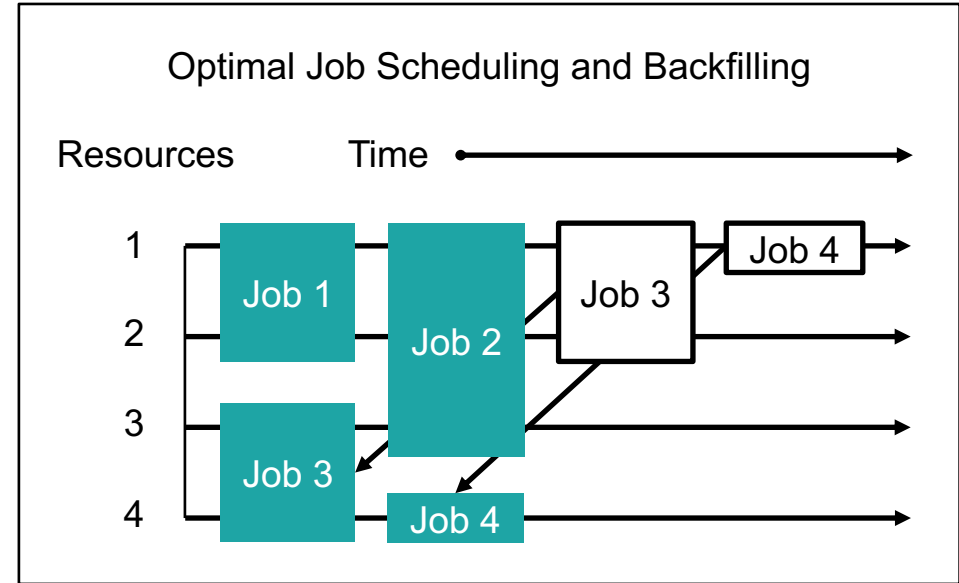 Optimal Job Scheduling and Backfilling
Resources Time
1
Job 4
Job 1
Job 3
2
Job 2
3
Job 3
4
Job 4